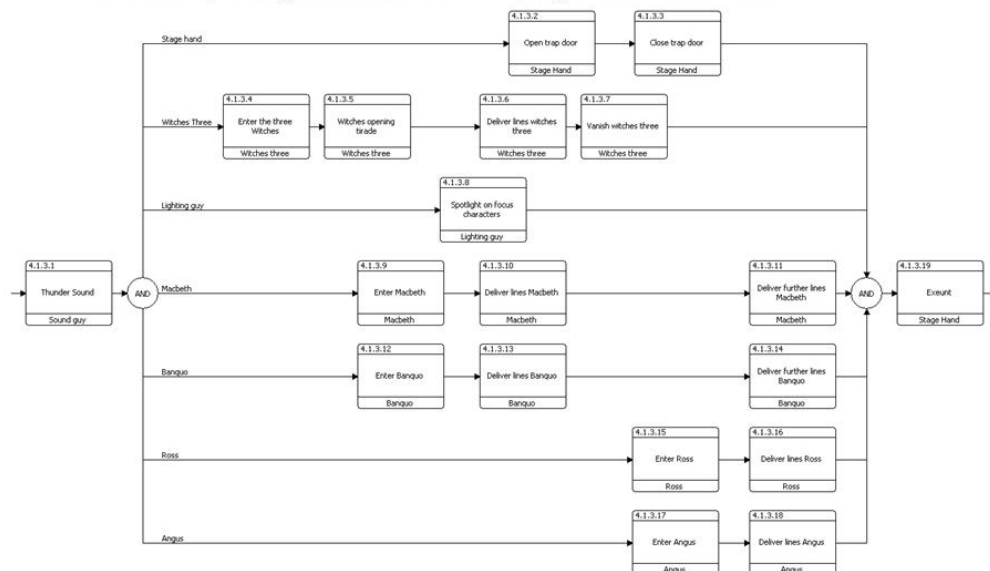 4.1.3.2
Open trap door
Stage Hand
4.1.3.3
Close trap door
Stage Hand
Stage hand
4.1.3.4
Enter the three
Witches
Witches three
4.1.3.5
Witches opening
tirade
Witches three
4.1.3.6
Deliver lines witches
three
Witches three
4.1.3.7
Vanish witches three
Witches three
Witches Three
4.1.3.8
Spotlight on focus
characters
Lighting guy
Lighting guy
4.1.3.1
Thunder Sound
Sound guy
AND
Macbeth
4.1.3.9
Enter Macbeth
Macbeth
4.1.3.10
Deliver lines Macbeth
Macbeth
4.1.3.11
Deliver further lines
Macbeth
Macbeth
AND
4.1.3.19
Exeunt
Stage Hand
Banquo
4.1.3.12
Enter Banquo
Banquo
4.1.3.13
Deliver lines Banquo
Banquo
4.1.3.14
Deliver further lines
Banquo
Banquo
Ross
4.1.3.15
Enter Ross
Ross
4.1.3.16
Deliver lines Ross
Ross
Angus
4.1.3.17
Enter Angus
Angus
4.1.3.18
Deliver lines Angus
Angus